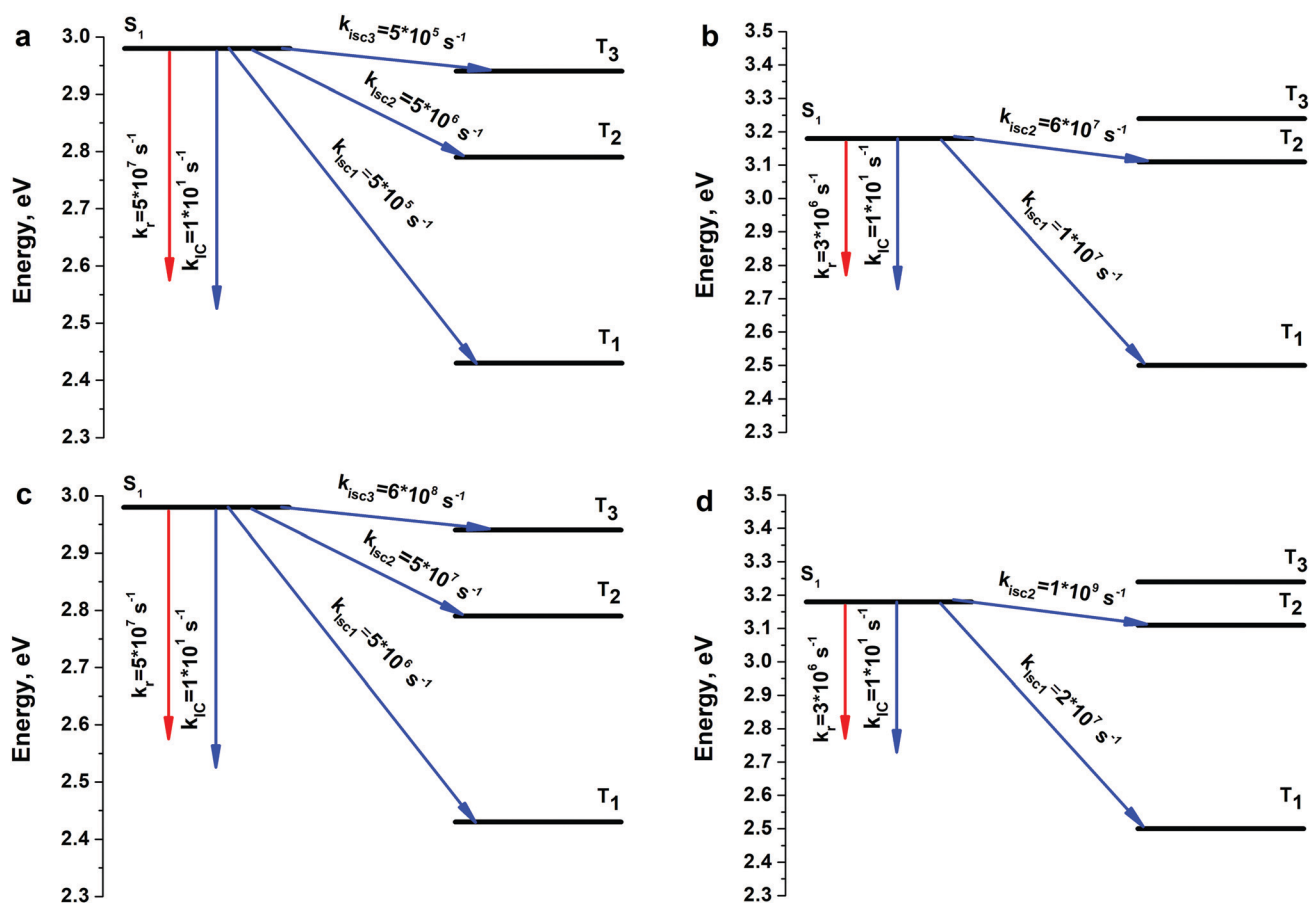 a
S1
kisc3=5*10^5 s^-1
T3
kIsc2=5*10^6 s^-1
T2
kIsc1=5*10^5 s^-1
kr=5*10^7 s^-1
kIC=1*10^1 s^-1
T1
Energy, eV
3.0
2.9
2.8
2.7
2.6
2.5
2.4
2.3
b
S1
T3
kisc2=6*10^7 s^-1
T2
kIsc1=1*10^7 s^-1
kr=3*10^6 s^-1
kIC=1*10^1 s^-1
T1
Energy, eV
3.5
3.4
3.3
3.2
3.1
3.0
2.9
2.8
2.7
2.6
2.5
2.4
2.3
c
S1
kisc3=6*10^8 s^-1
T3
kIsc2=5*10^7 s^-1
T2
kIsc1=5*10^6 s^-1
kr=5*10^7 s^-1
kIC=1*10^1 s^-1
T1
Energy, eV
3.0
2.9
2.8
2.7
2.6
2.5
2.4
2.3
d
S1
T3
kisc2=1*10^9 s^-1
T2
kIsc1=2*10^7 s^-1
kr=3*10^6 s^-1
kIC=1*10^1 s^-1
T1
Energy, eV
3.5
3.4
3.3
3.2
3.1
3.0
2.9
2.8
2.7
2.6
2.5
2.4
2.3